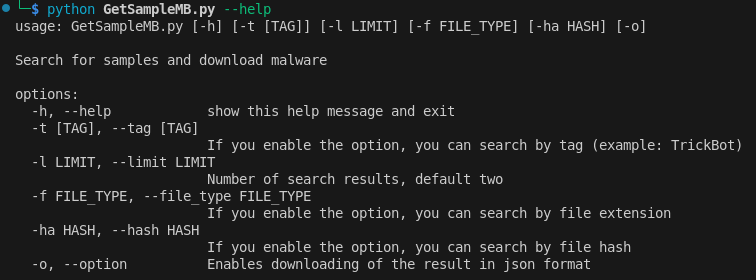 └─$ python GetSampleMB.py --help
usage: GetSampleMB.py [-h] [-t [TAG]] [-l LIMIT] [-f FILE_TYPE] [-ha HASH] [-o]

Search for samples and download malware

options:
  -h, --help            show this help message and exit
  -t [TAG], --tag [TAG]
                        If you enable the option, you can search by tag (example: TrickBot)
  -l LIMIT, --limit LIMIT
                        Number of search results, default two
  -f FILE_TYPE, --file_type FILE_TYPE
                        If you enable the option, you can search by file extension
  -ha HASH, --hash HASH
                        If you enable the option, you can search by file hash
  -o, --option          Enables downloading of the result in json format